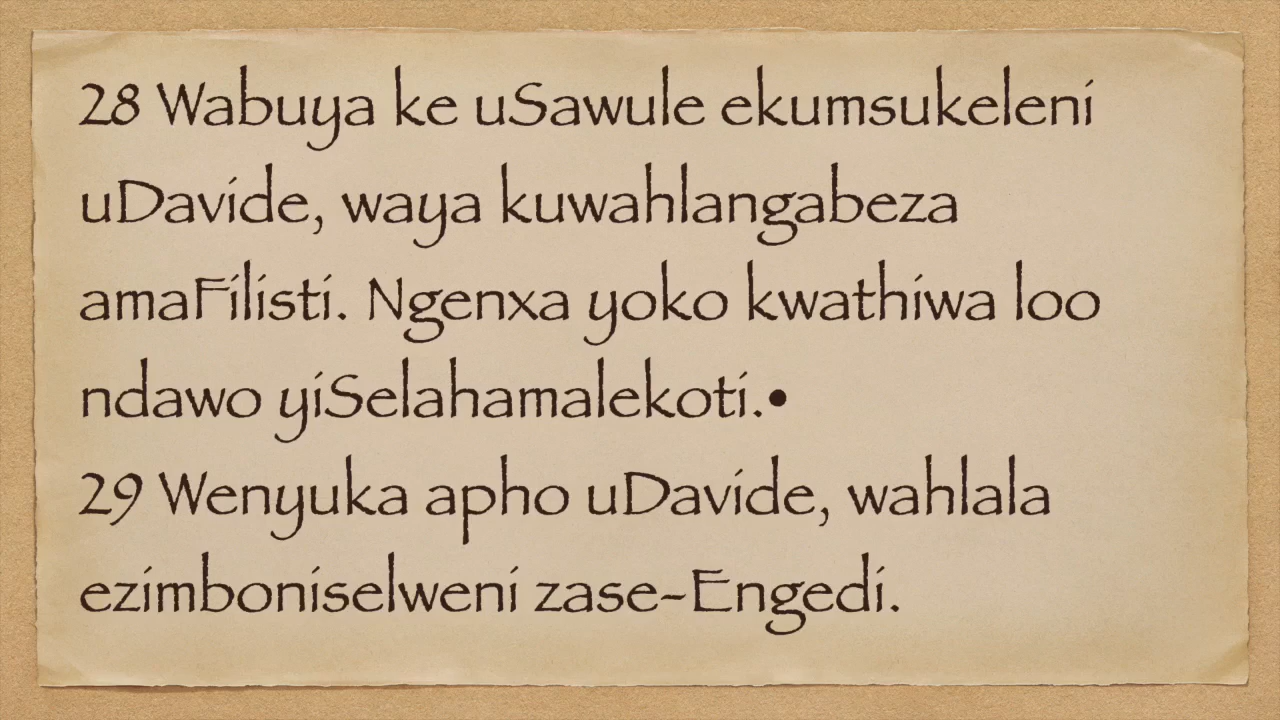 28 Wabuya ke uSawule ekumsukeleni
uDavide, waya kuwahlangabeza
amaFilisti. Ngenxa yoko kwathiwa loo
ndawo yiSelahamalekoti.•
29 Wenyuka apho uDavide, wahlala
ezimboniselweni zase-Engedi.